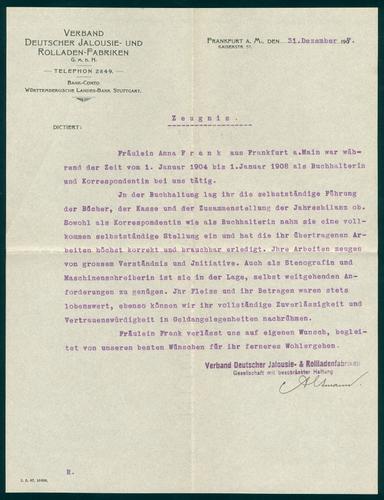 VERBAND
DEUTSCHER JALOUSIE- UND
ROLLADEN-FABRIKEN
G. M. B. H.
TELEPHON 2849.
BANK-CONTO:
WÜRTTEMBERGISCHE LANDES-BANK STUTTGART.
FRANKFURT A. M., DEN 31.Dezember 1907.
KAISERSTR.
Zeugnis.
DICTIERT:
Fräulein Anna Frank aus Frankfurt a.Main war wäh-
rend der Zeit vom 1. Januar 1904 bis 1.Januar 1908 als Buchhalterin
und Korrespondentin bei uns tätig.
In der Buchhaltung lag ihr die selbstständige Führung
der Bücher, der Kasse und der Zusammenstellung der Jahresbilanz ob.
Sowohl als Korrespondentin wie als Buchhalterin nahm sie eine voll-
kommen selbstständige Stellung ein und hat die ihr übertragenen Ar-
beiten höchst korrekt und brauchbar erledigt. Ihre Arbeiten zeugen
von grossem Verständnis und Jnitiative. Auch als Stenografin und
Maschinenschreiberin ist sie in der Lage, selbst weitgehenden An-
forderungen zu genügen. Jhr Fleiss und ihr Betragen waren stets
lobenswert, ebenso können wir ihr vollständige Zuverlässigkeit und
Vertrauenswürdigkeit in Geldangelegenheiten nachrühmen.
Fräulein Frank verlässt uns auf eigenen Wunsch, beglei-
tet von unseren besten Wünschen für ihr ferneres Wohlergehen.
Verband Deutscher Jalousie- & Rollladenfabriken
Gesellschaft mit beschränkter Haftung
Altmann
R.